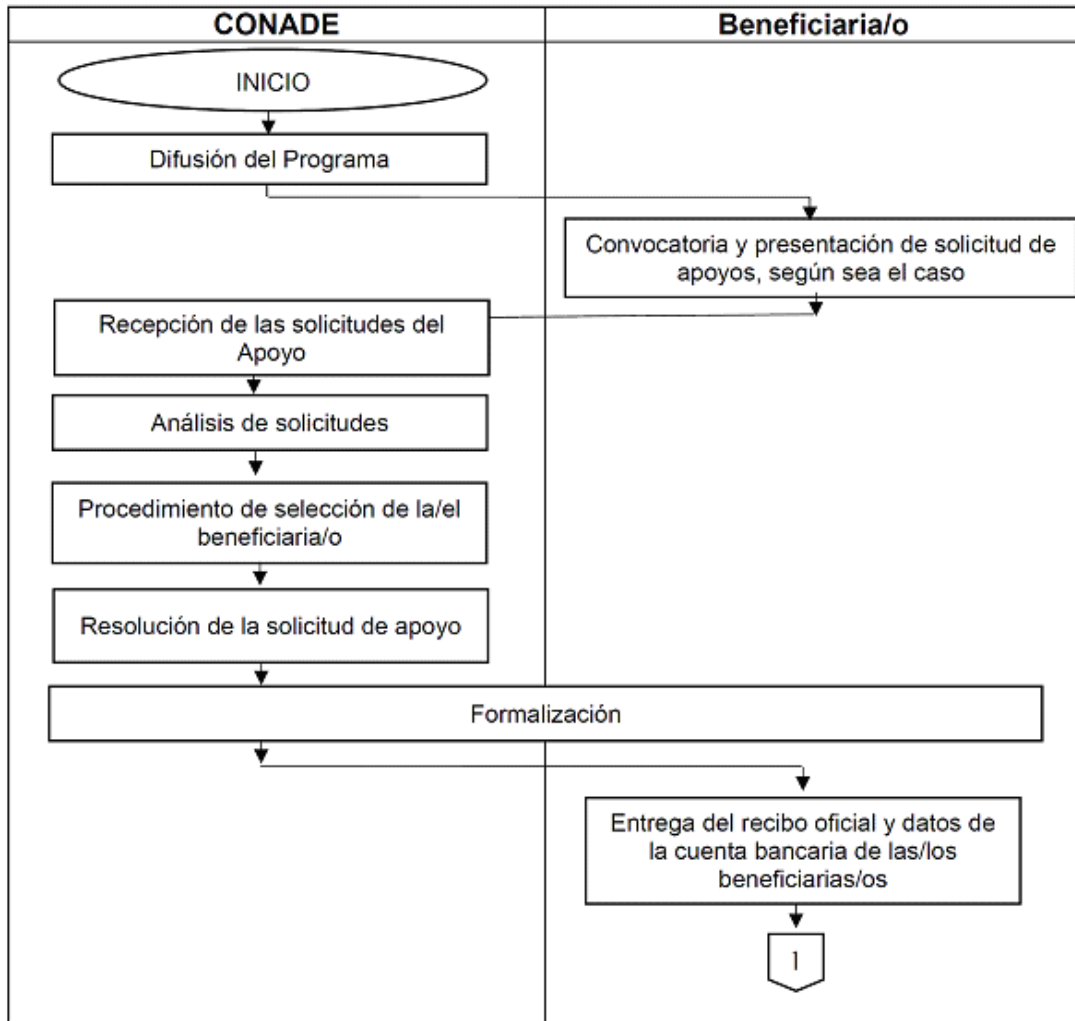 CONADE
Beneficiaria/o
INICIO
Difusión del Programa
Convocatoria y presentación de solicitud de
apoyos, según sea el caso
Recepción de las solicitudes del
Apoyo
Análisis de solicitudes
Procedimiento de selección de la/el
beneficiaria/o
Resolución de la solicitud de apoyo
Formalización
Entrega del recibo oficial y datos de
la cuenta bancaria de las/los
beneficiarias/os
1